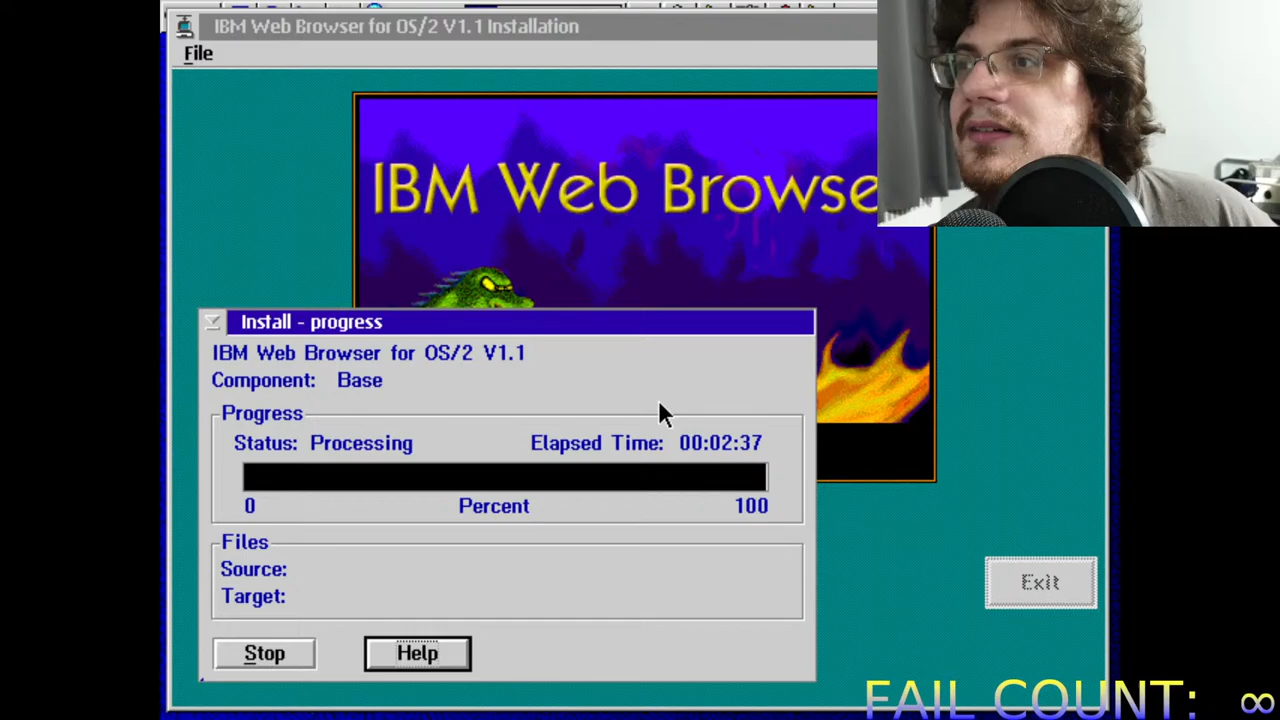 IBM Web Browser for OS/2 V1.1 Installation
File
IBM Web Browse
Install - progress
IBM Web Browser for OS/2 V1.1
Component: Base
Progress
Status: Processing Elapsed Time: 00:02:37
0 Percent 100
Files
Source:
Target:
Exit
Stop Help
FAIL COUNT: ∞